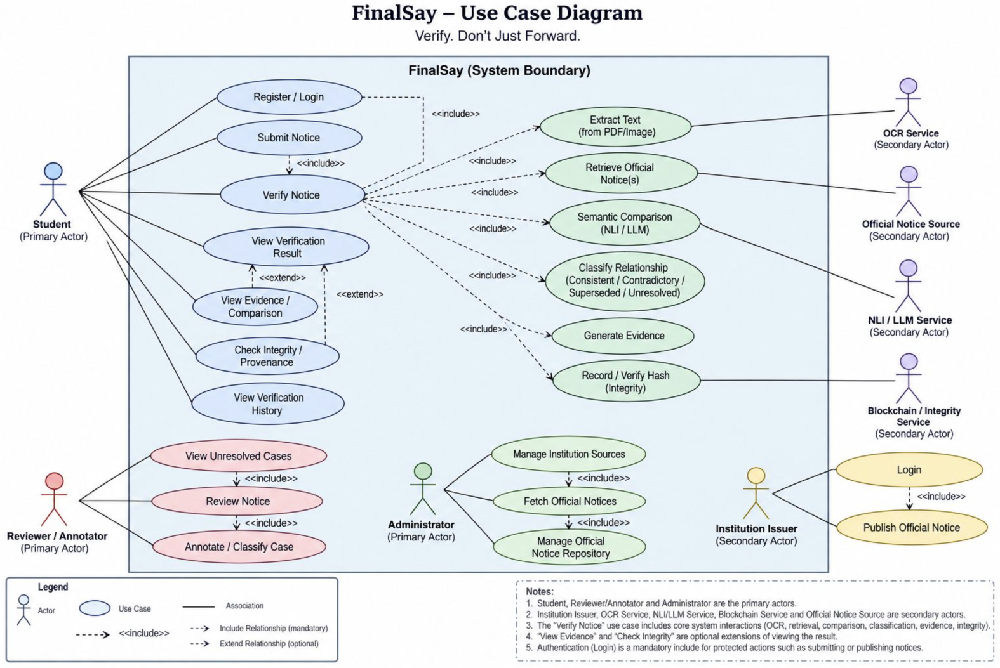 FinalSay – Use Case Diagram
Verify. Don't Just Forward.
FinalSay (System Boundary)
Register / Login
<<include>>
Submit Notice
<<include>>
Verify Notice
View Verification
Result
<<extend>>
<<extend>>
View Evidence /
Comparison
Check Integrity /
Provenance
View Verification
History
Student
(Primary Actor)
Extract Text
(from PDF/Image)
<<include>>
Retrieve Official
Notice(s)
<<include>>
Semantic Comparison
(NLI / LLM)
<<include>>
Classify Relationship
(Consistent / Contradictory /
Superseded / Unresolved)
<<include>>
Generate Evidence
<<include>>
Record / Verify Hash
(Integrity)
OCR Service
(Secondary Actor)
Official Notice Source
(Secondary Actor)
NLI / LLM Service
(Secondary Actor)
Blockchain / Integrity
Service
(Secondary Actor)
View Unresolved Cases
<<include>>
Review Notice
<<include>>
Annotate / Classify Case
Reviewer / Annotator
(Primary Actor)
Manage Institution Sources
<<include>>
Fetch Official Notices
<<include>>
Manage Official
Notice Repository
Administrator
(Primary Actor)
Institution Issuer
(Secondary Actor)
Login
<<include>>
Publish Official Notice
Legend
Actor
Use Case
Association
<<include>>
Include Relationship (mandatory)
Extend Relationship (optional)
Notes:
1. Student, Reviewer/Annotator and Administrator are the primary actors.
2. Institution Issuer, OCR Service, NLI/LLM Service, Blockchain Service and Official Notice Source are secondary actors.
3. The "Verify Notice" use case includes core system interactions (OCR, retrieval, comparison, classification, evidence, integrity).
4. "View Evidence" and "Check Integrity" are optional extensions of viewing the result.
5. Authentication (Login) is a mandatory include for protected actions such as submitting or publishing notices.